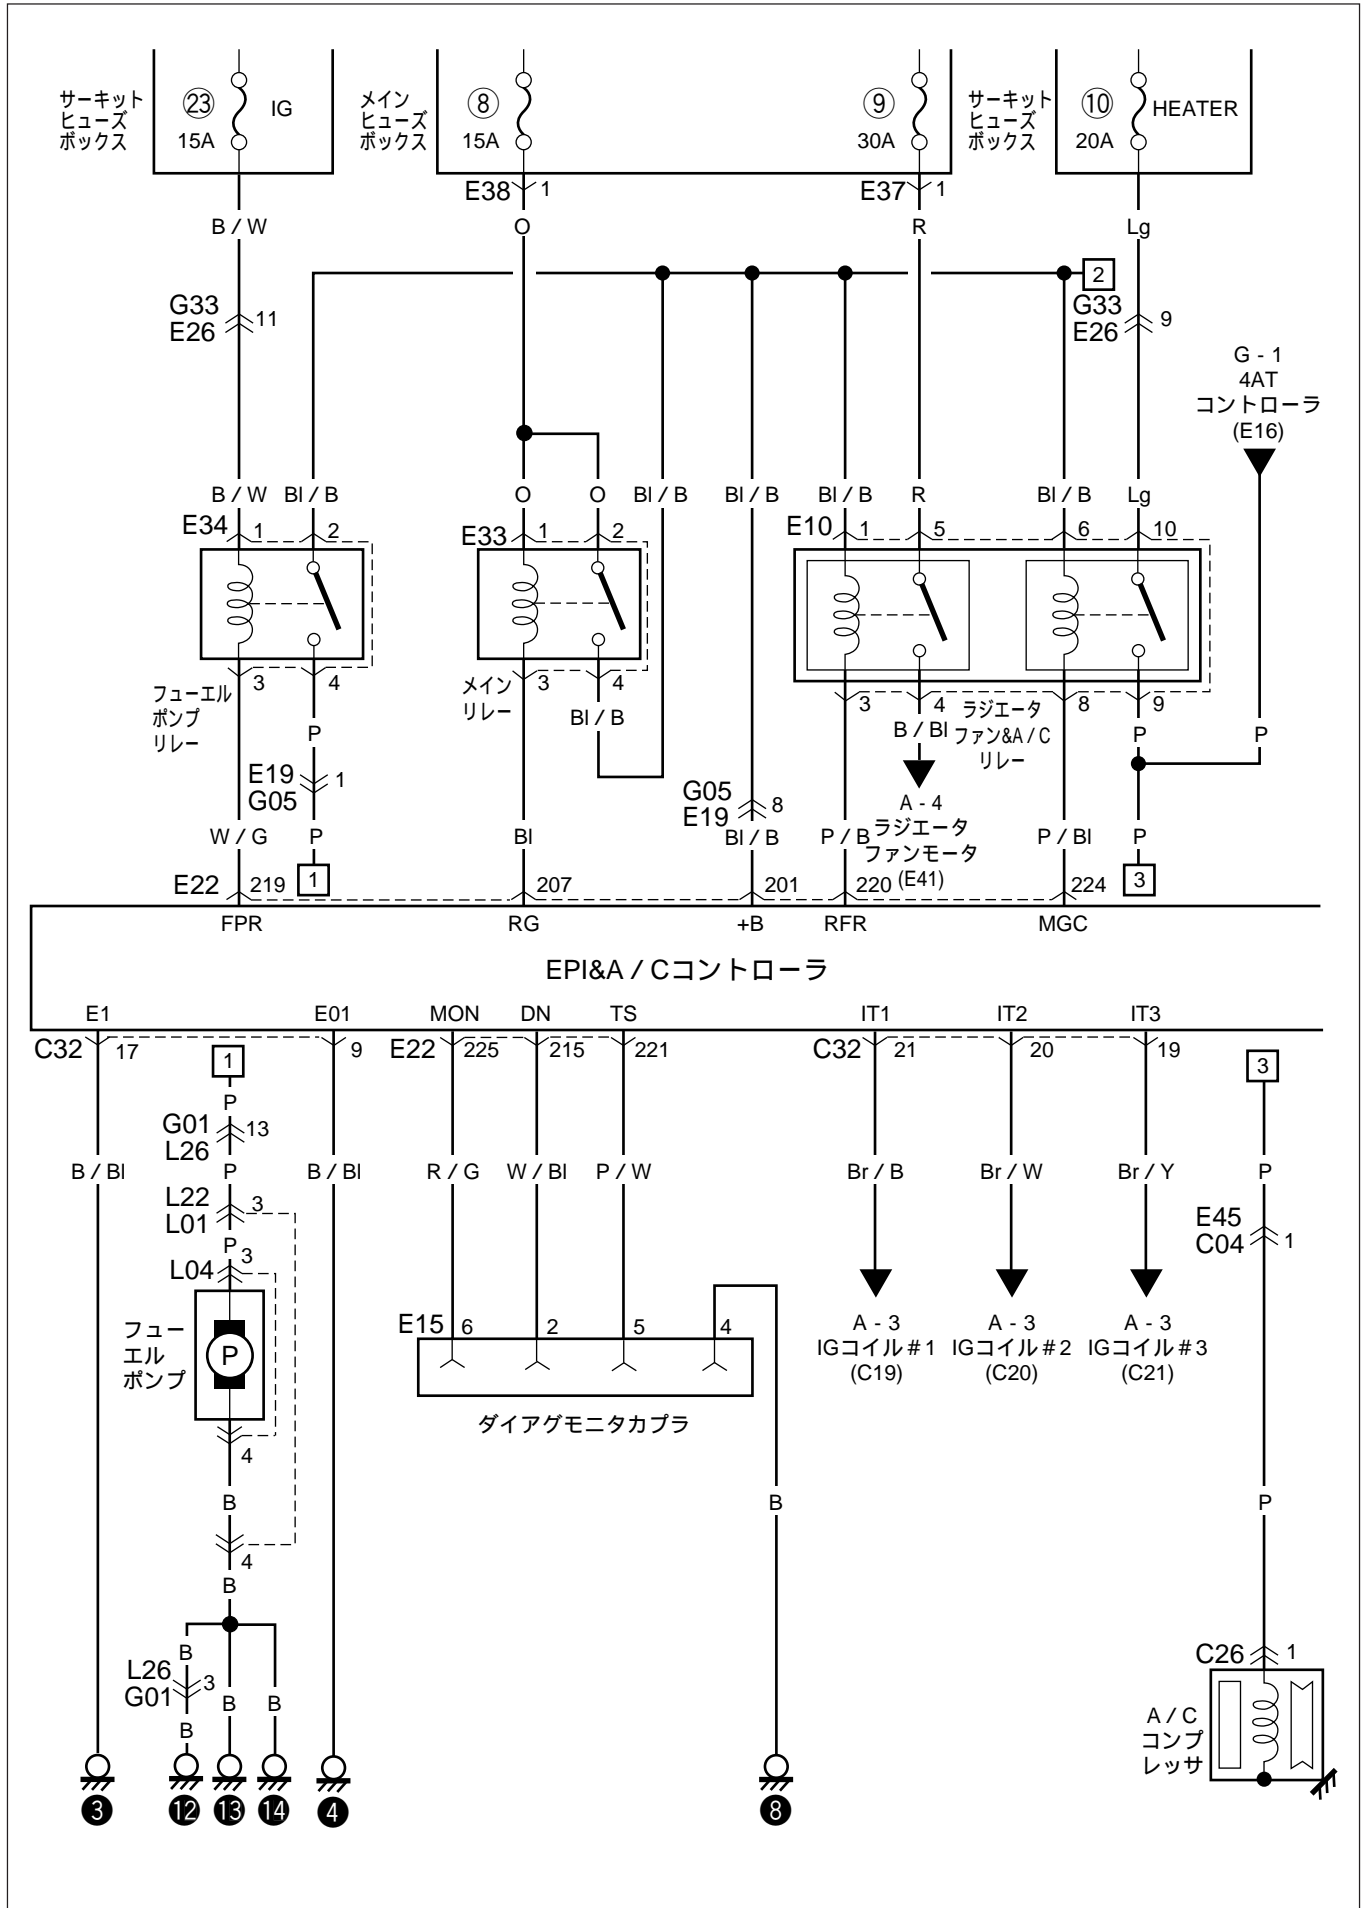 サーキット
ヒューズ
ボックス
23
15A
IG
メイン
ヒューズ
ボックス
8
15A
9
30A
サーキット
ヒューズ
ボックス
10
20A
HEATER
E38 1
E37 1
B / W
O
R
Lg
2
G33
E26
11
G33
E26
9
G - 1
4AT
コントローラ
(E16)
B / W
Bl / B
O
O
Bl / B
Bl / B
Bl / B
R
Bl / B
Lg
E34 1 2
E33 1 2
E10 1 5 6 10
3 4
フューエル
ポンプ
リレー
3 4
メイン
リレー
Bl / B
3 4 8 9
B / Bl
ラジエータ
ファン&A / C
リレー
P
P
P
E19
G05
1
G05
E19
8
A - 4
ラジエータ
ファンモータ
(E41)
W / G
P
Bl
Bl / B
P / B
P / Bl
P
1
3
E22 219 207 201 220 224
FPR RG +B RFR MGC
EPI&A / Cコントローラ
E1 E01 MON DN TS IT1 IT2 IT3
C32 17 9
E22 225 215 221
C32 21 20 19
1
3
P
G01
L26
13
B / Bl
P
B / Bl
R / G
W / Bl
P / W
Br / B
Br / W
Br / Y
P
L22
L01
3
P
L04 3
E45
C04
1
フュー
エル
ポンプ
P
4
E15 6 2 5 4
ダイアグモニタカプラ
A - 3
IGコイル#1
(C19)
A - 3
IGコイル#2
(C20)
A - 3
IGコイル#3
(C21)
B
B
P
4
B
B
L26
G01
3
B
B
B
C26 1
A / C
コンプ
レッサ
3
12
13
14
4
8